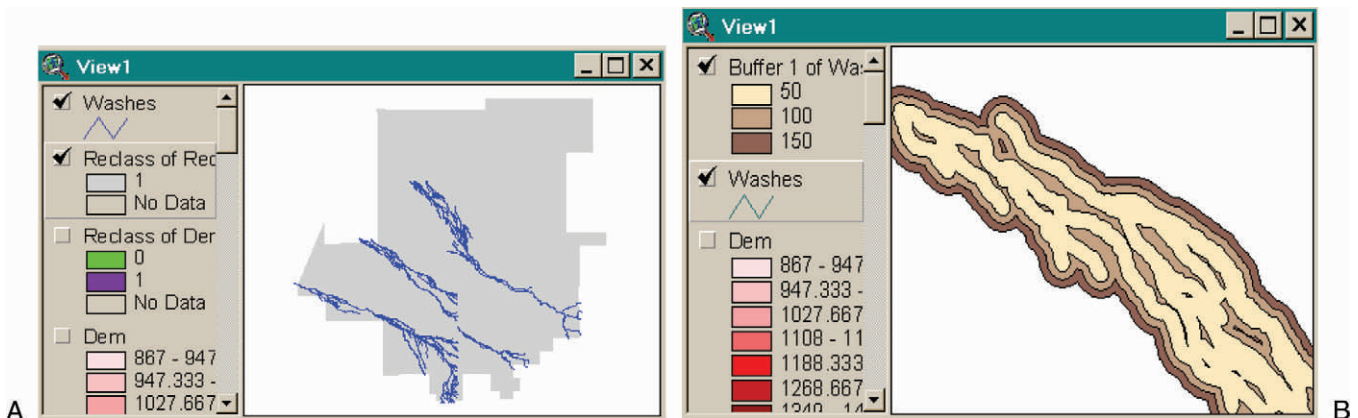 View1
Washes
Reclass of Rec
1
No Data
Reclass of Der
0
1
No Data
Dem
867 - 947
947.333 -
1027.667
A
View1
Buffer 1 of Wa
50
100
150
Washes
Dem
867 - 947
947.333 -
1027.667
1108 - 11
1188.333
1268.667
B